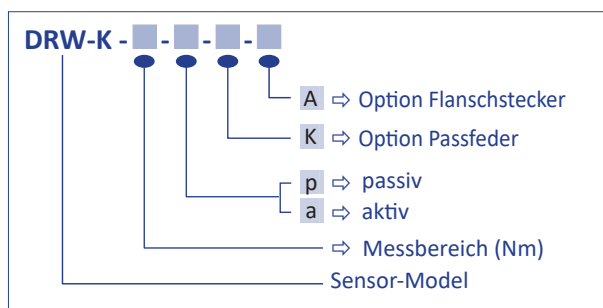 DRW-K - - - -
A ⇨ Option Flanschstecker
K ⇨ Option Passfeder
p ⇨ passiv
a ⇨ aktiv
⇨ Messbereich (Nm)
Sensor-Model